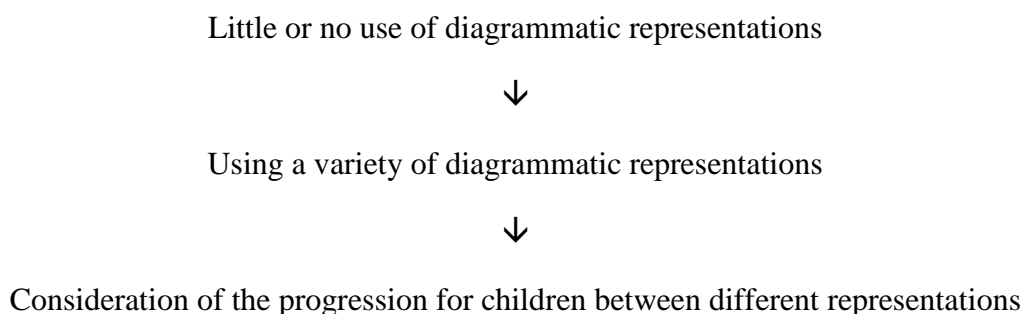 Little or no use of diagrammatic representations
↓
Using a variety of diagrammatic representations
↓
Consideration of the progression for children between different representations